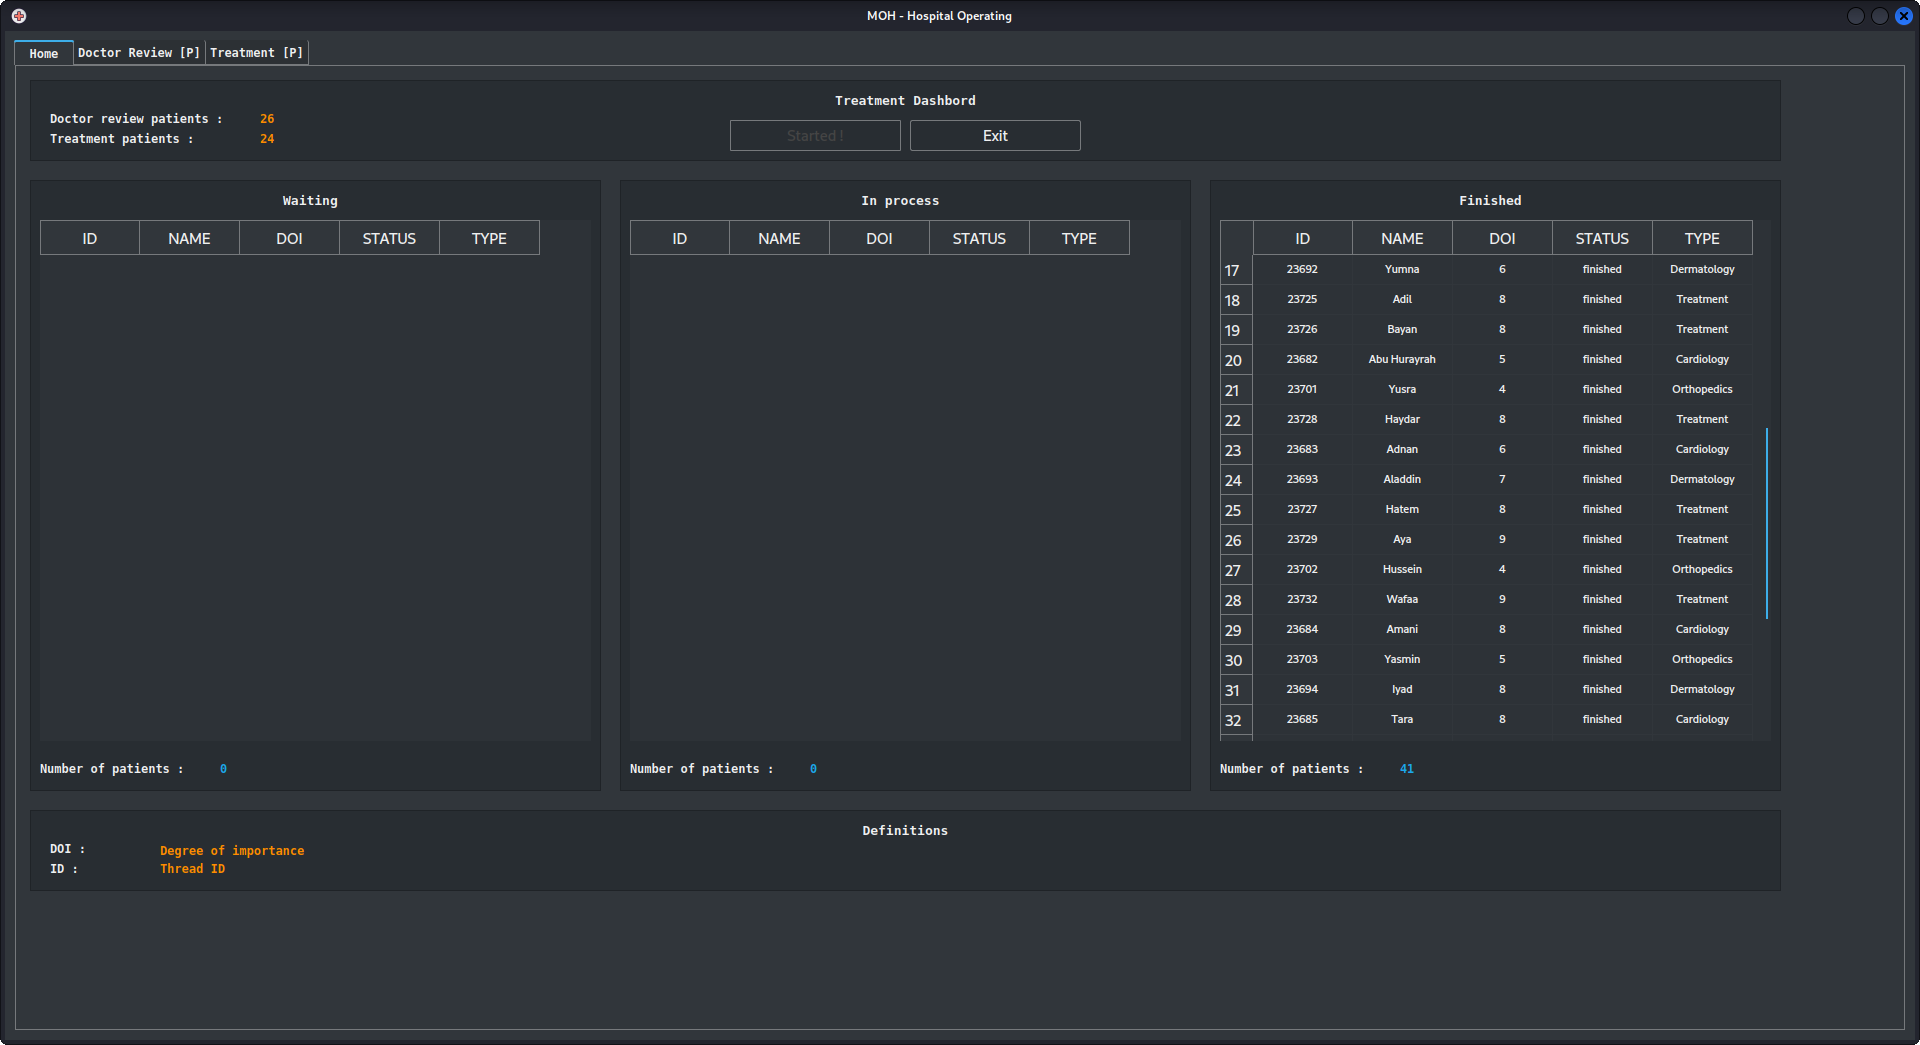 MOH - Hospital Operating
Home Doctor Review [P] Treatment [P]
Treatment Dashbord
Doctor review patients : 26
Treatment patients : 24
Started !
Exit
Waiting
ID NAME DOI STATUS TYPE
Number of patients : 0
In process
ID NAME DOI STATUS TYPE
Number of patients : 0
Finished
ID NAME DOI STATUS TYPE
17 23692 Yumna 6 finished Dermatology
18 23725 Adil 8 finished Treatment
19 23726 Bayan 8 finished Treatment
20 23682 Abu Hurayrah 5 finished Cardiology
21 23701 Yusra 4 finished Orthopedics
22 23728 Haydar 8 finished Treatment
23 23683 Adnan 6 finished Cardiology
24 23693 Aladdin 7 finished Dermatology
25 23727 Hatem 8 finished Treatment
26 23729 Aya 9 finished Treatment
27 23702 Hussein 4 finished Orthopedics
28 23732 Wafaa 9 finished Treatment
29 23684 Amani 8 finished Cardiology
30 23703 Yasmin 5 finished Orthopedics
31 23694 Iyad 8 finished Dermatology
32 23685 Tara 8 finished Cardiology
Number of patients : 41
Definitions
DOI : Degree of importance
ID : Thread ID